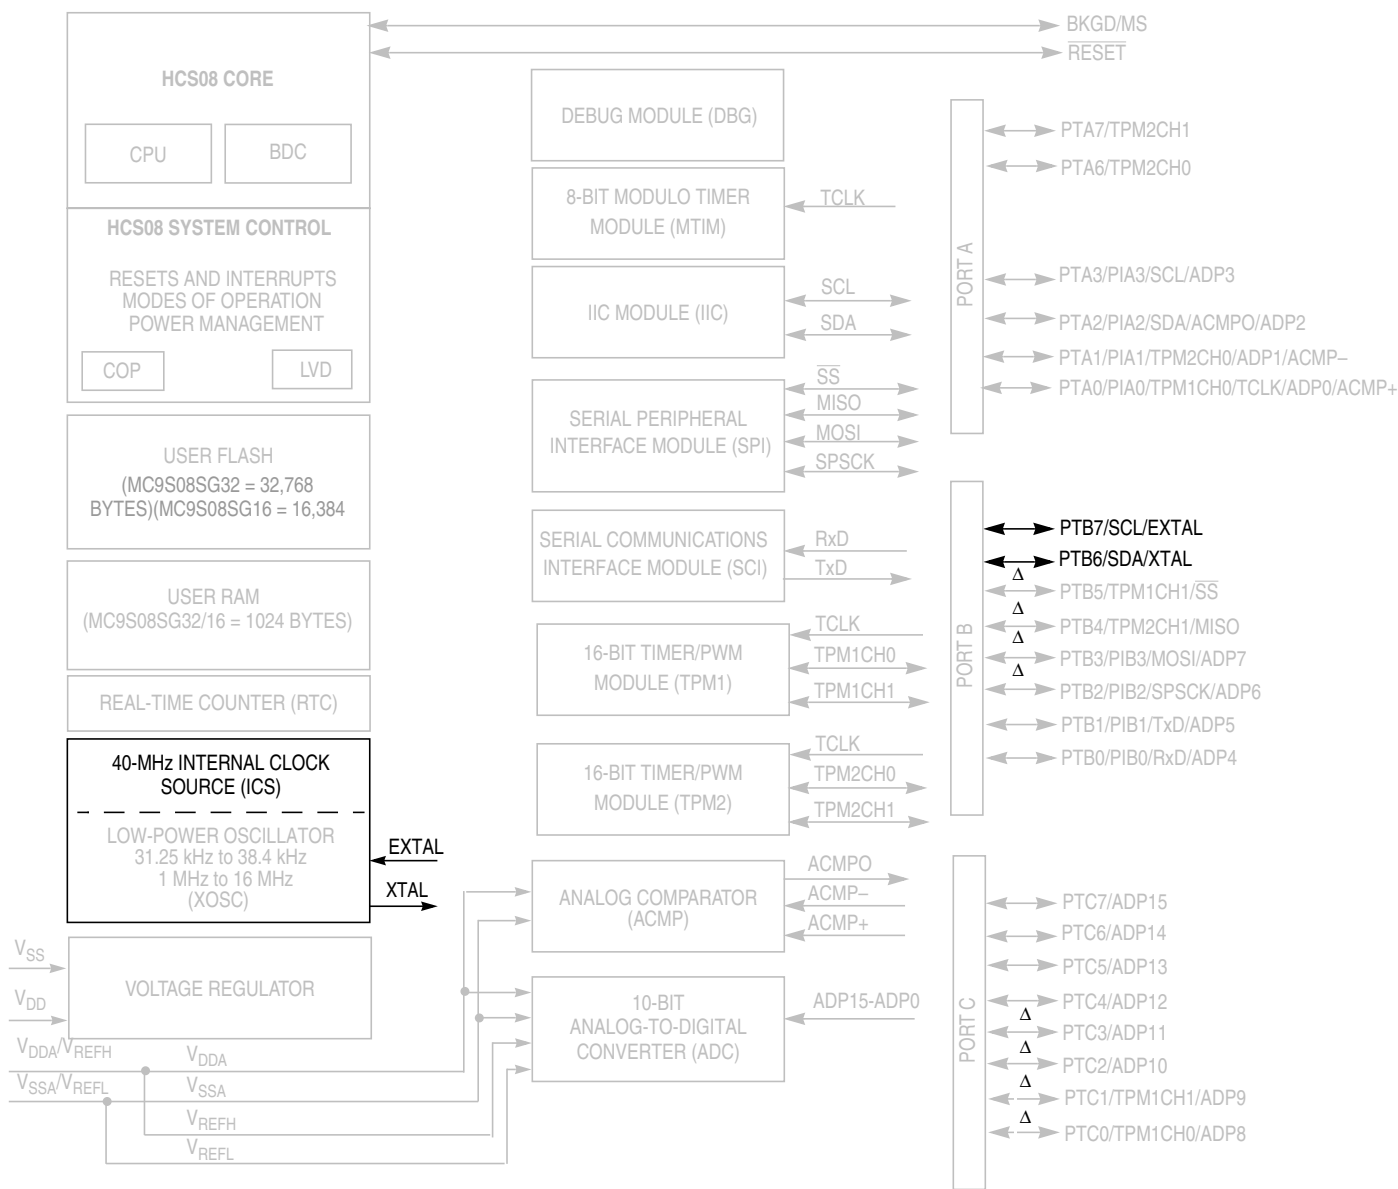 BKGD/MS
RESET
HCS08 CORE
CPU
BDC
HCS08 SYSTEM CONTROL
RESETS AND INTERRUPTS
MODES OF OPERATION
POWER MANAGEMENT
COP
LVD
USER FLASH
(MC9S08SG32 = 32,768
BYTES)(MC9S08SG16 = 16,384
USER RAM
(MC9S08SG32/16 = 1024 BYTES)
REAL-TIME COUNTER (RTC)
40-MHz INTERNAL CLOCK
SOURCE (ICS)
LOW-POWER OSCILLATOR
31.25 kHz to 38.4 kHz
1 MHz to 16 MHz
(XOSC)
EXTAL
XTAL
VSS
VDD
VOLTAGE REGULATOR
VDDA/VREFH
VSSA/VREFL
VDDA
VSSA
VREFH
VREFL
DEBUG MODULE (DBG)
8-BIT MODULO TIMER
MODULE (MTIM)
TCLK
IIC MODULE (IIC)
SCL
SDA
SERIAL PERIPHERAL
INTERFACE MODULE (SPI)
SS
MISO
MOSI
SPSCK
SERIAL COMMUNICATIONS
INTERFACE MODULE (SCI)
RxD
TxD
16-BIT TIMER/PWM
MODULE (TPM1)
TCLK
TPM1CH0
TPM1CH1
16-BIT TIMER/PWM
MODULE (TPM2)
TCLK
TPM2CH0
TPM2CH1
ANALOG COMPARATOR
(ACMP)
ACMPO
ACMP–
ACMP+
10-BIT
ANALOG-TO-DIGITAL
CONVERTER (ADC)
ADP15-ADP0
PORT A
PTA7/TPM2CH1
PTA6/TPM2CH0
PTA3/PIA3/SCL/ADP3
PTA2/PIA2/SDA/ACMPO/ADP2
PTA1/PIA1/TPM2CH0/ADP1/ACMP–
PTA0/PIA0/TPM1CH0/TCLK/ADP0/ACMP+
PORT B
PTB7/SCL/EXTAL
PTB6/SDA/XTAL
Δ
PTB5/TPM1CH1/SS
Δ
PTB4/TPM2CH1/MISO
Δ
PTB3/PIB3/MOSI/ADP7
Δ
PTB2/PIB2/SPSCK/ADP6
PTB1/PIB1/TxD/ADP5
PTB0/PIB0/RxD/ADP4
PORT C
PTC7/ADP15
PTC6/ADP14
PTC5/ADP13
PTC4/ADP12
Δ
PTC3/ADP11
Δ
PTC2/ADP10
Δ
PTC1/TPM1CH1/ADP9
Δ
PTC0/TPM1CH0/ADP8